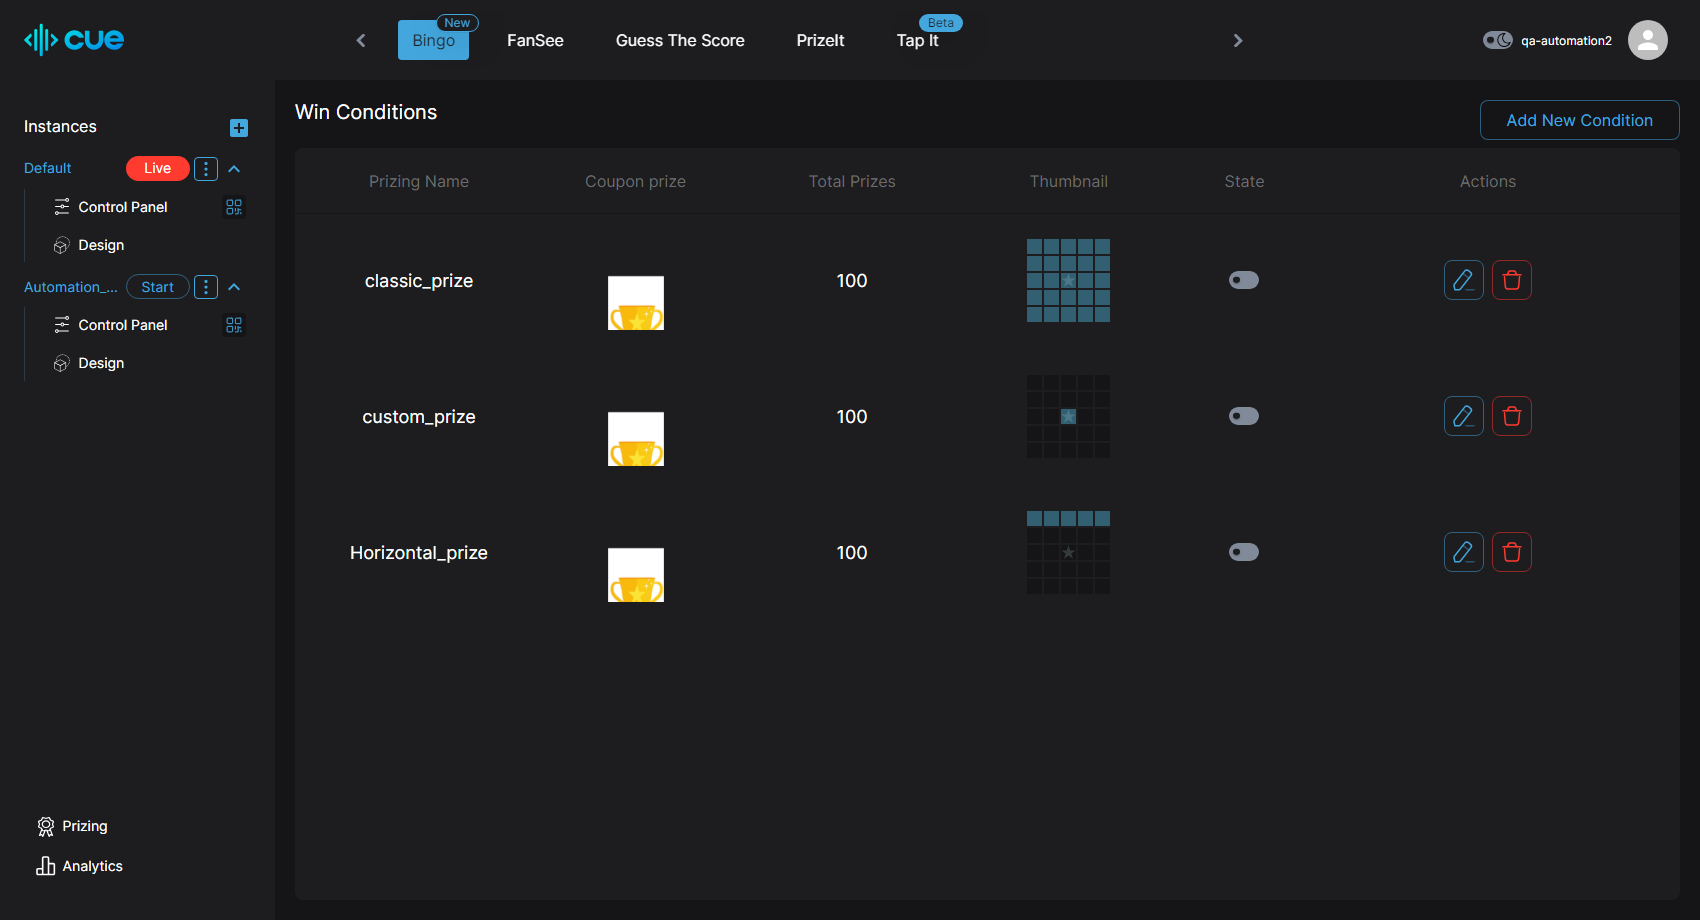 cue
New
Bingo
FanSee
Guess The Score
PrizeIt
Beta
Tap It
qa-automation2
Instances
Default
Live
Control Panel
Design
Automation_...
Start
Control Panel
Design
Prizing
Analytics
Win Conditions
Add New Condition
Prizing Name Coupon prize Total Prizes Thumbnail State Actions
classic_prize 100
custom_prize 100
Horizontal_prize 100